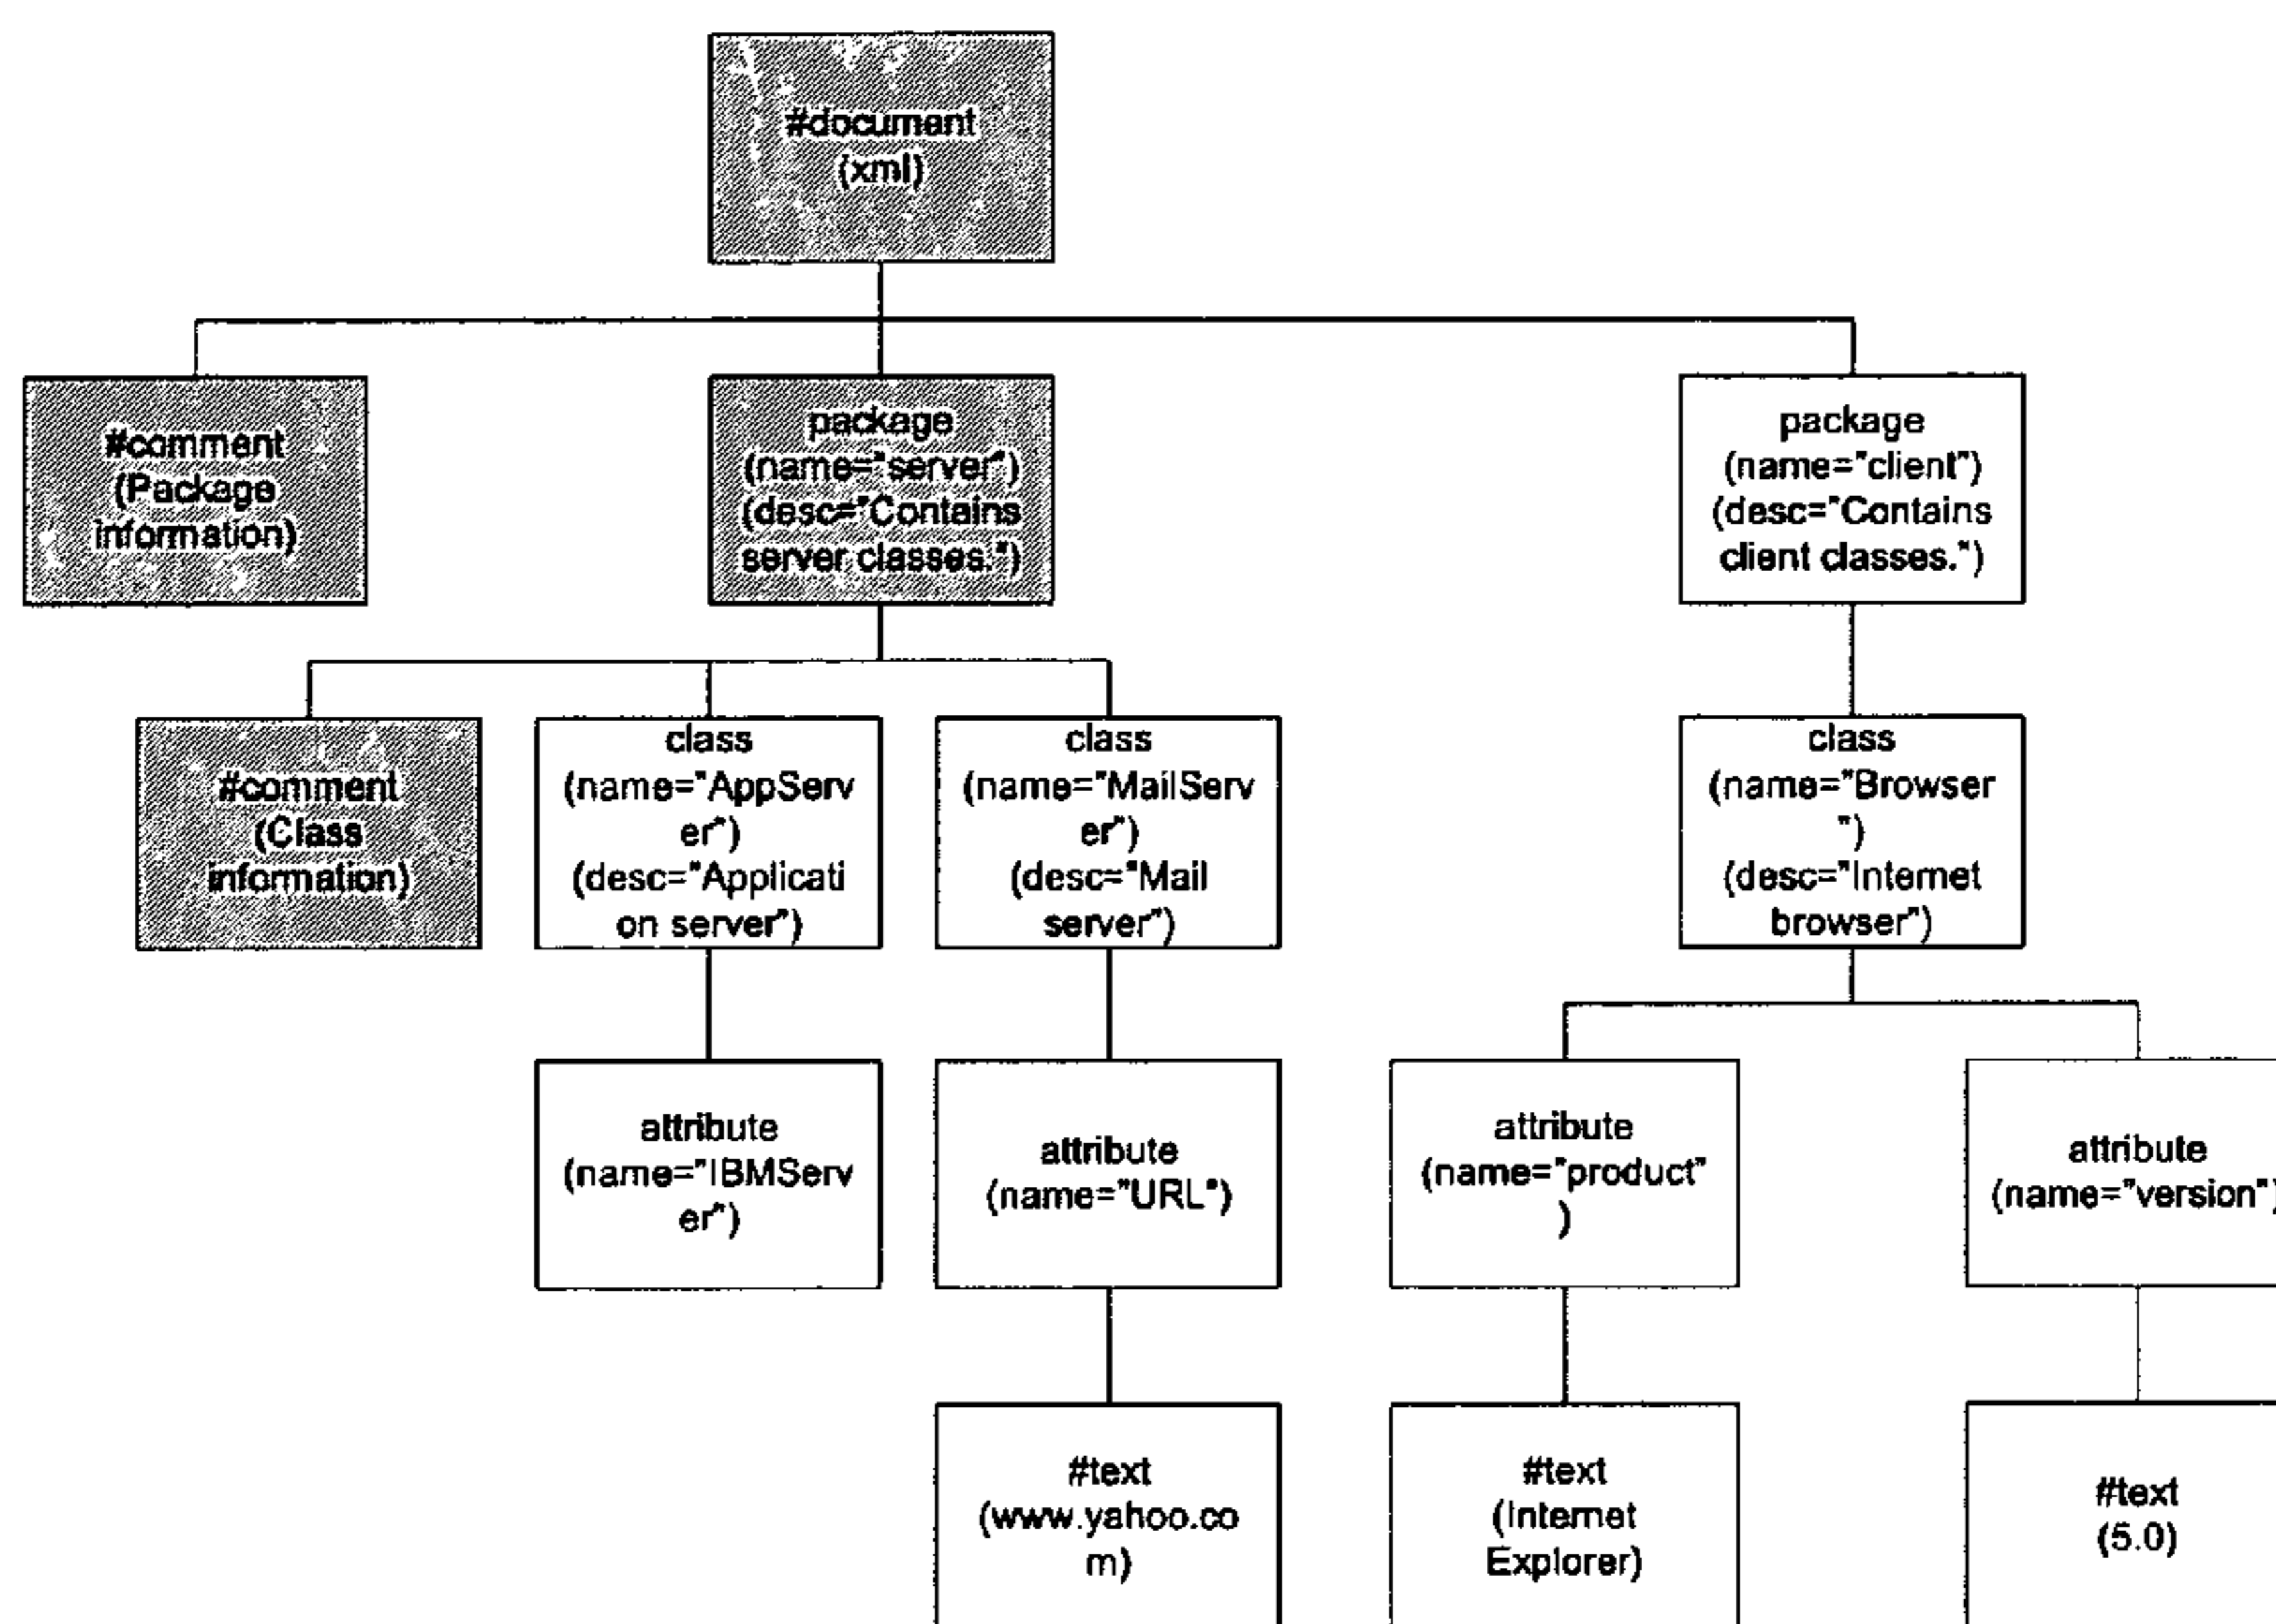 #document
(xml)
#comment
(Package
information)
package
(name="server")
(desc="Contains
server classes.")
package
(name="client")
(desc="Contains
client classes.")
#comment
(Class
information)
class
(name="AppServ
er")
(desc="Applicati
on server")
class
(name="MailServ
er")
(desc="Mail
server")
class
(name="Browser
")
(desc="Internet
browser")
attribute
(name="IBMServ
er")
attribute
(name="URL")
attribute
(name="product"
)
attribute
(name="version")
#text
(www.yahoo.co
m)
#text
(Internet
Explorer)
#text
(5.0)